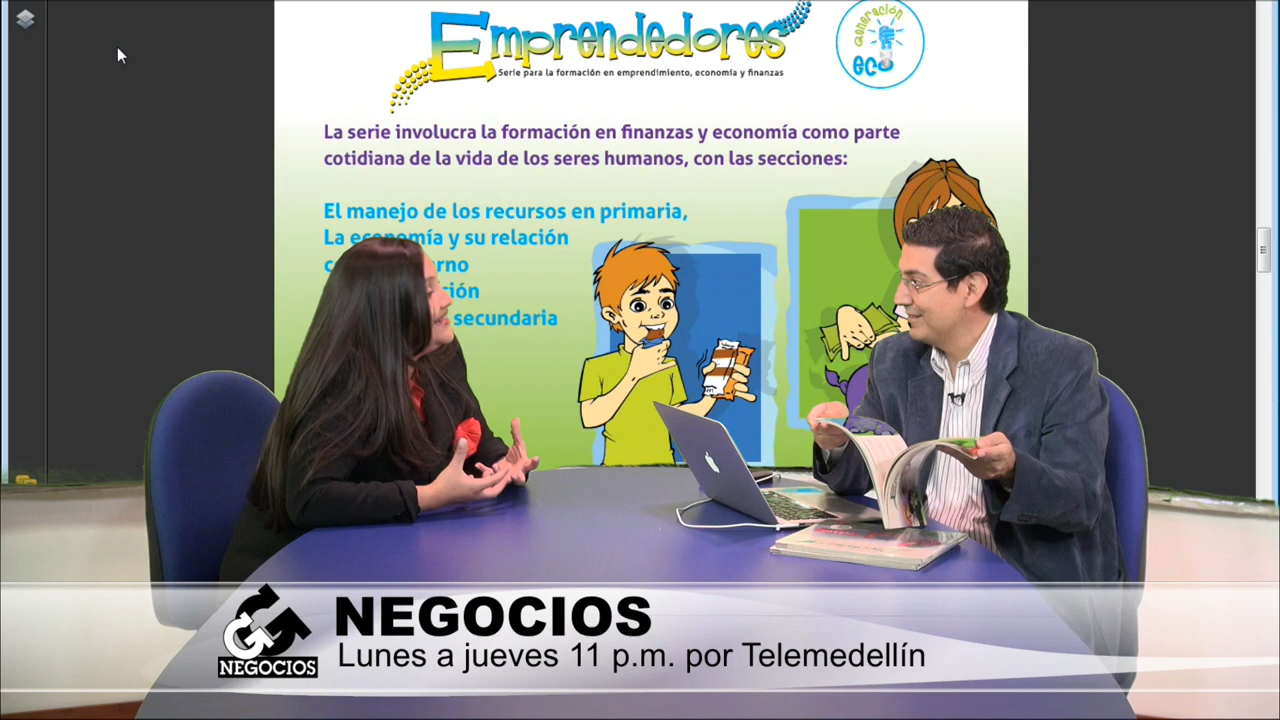 Emprendedores
Serie para la formación en emprendimiento, economía y finanzas
Generación
eco
La serie involucra la formación en finanzas y economía como parte
cotidiana de la vida de los seres humanos, con las secciones:
El manejo de los recursos en primaria,
La economía y su relación
secundaria
NEGOCIOS
Lunes a jueves 11 p.m. por Telemedellín
NEGOCIOS